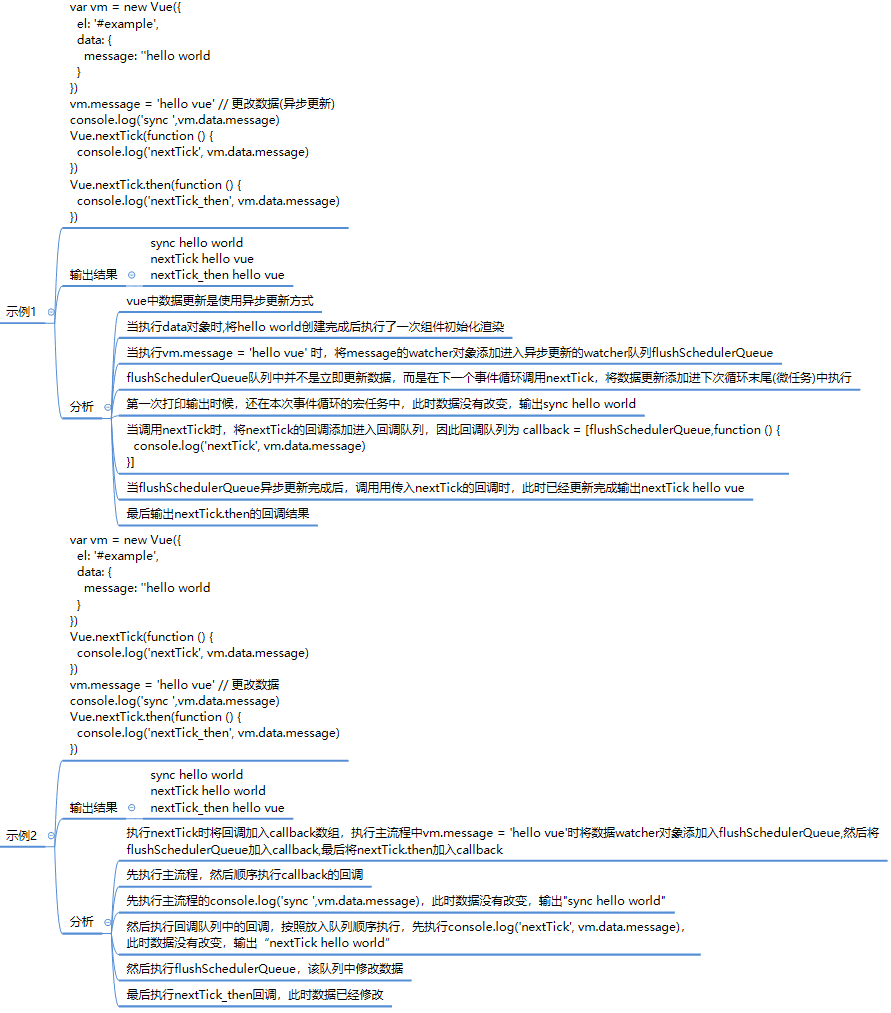 var vm = new Vue({
el: '#example',
data: {
message: ''hello world
}
})
vm.message = 'hello vue' // 更改数据(异步更新)
console.log('sync ',vm.data.message)
Vue.nextTick(function () {
console.log('nextTick', vm.data.message)
})
Vue.nextTick.then(function () {
console.log('nextTick_then', vm.data.message)
})
示例1
输出结果
sync hello world
nextTick hello vue
nextTick_then hello vue
分析
vue中数据更新是使用异步更新方式
当执行data对象时,将hello world创建完成后执行了一次组件初始化渲染
当执行vm.message = 'hello vue' 时，将message的watcher对象添加进入异步更新的watcher队列flushSchedulerQueue
flushSchedulerQueue队列中并不是立即更新数据，而是在下一个事件循环调用nextTick，将数据更新添加进下次循环末尾(微任务)中执行
第一次打印输出时候，还在本次事件循环的宏任务中，此时数据没有改变，输出sync hello world
当调用nextTick时，将nextTick的回调添加进入回调队列，因此回调队列为 callback = [flushSchedulerQueue,function () {
console.log('nextTick', vm.data.message)
}]
当flushSchedulerQueue异步更新完成后，调用用传入nextTick的回调时，此时已经更新完成输出nextTick hello vue
最后输出nextTick.then的回调结果
var vm = new Vue({
el: '#example',
data: {
message: ''hello world
}
})
Vue.nextTick(function () {
console.log('nextTick', vm.data.message)
})
vm.message = 'hello vue' // 更改数据
console.log('sync ',vm.data.message)
Vue.nextTick.then(function () {
console.log('nextTick_then', vm.data.message)
})
示例2
输出结果
sync hello world
nextTick hello world
nextTick_then hello vue
分析
执行nextTick时将回调加入callback数组，执行主流程中vm.message = 'hello vue'时将数据watcher对象添加入flushSchedulerQueue,然后将
flushSchedulerQueue加入callback,最后将nextTick.then加入callback
先执行主流程，然后顺序执行callback的回调
先执行主流程的console.log('sync ',vm.data.message)，此时数据没有改变，输出"sync hello world"
然后执行回调队列中的回调，按照放入队列顺序执行，先执行console.log('nextTick', vm.data.message)，
此时数据没有改变，输出“nextTick hello world”
然后执行flushSchedulerQueue，该队列中修改数据
最后执行nextTick_then回调，此时数据已经修改